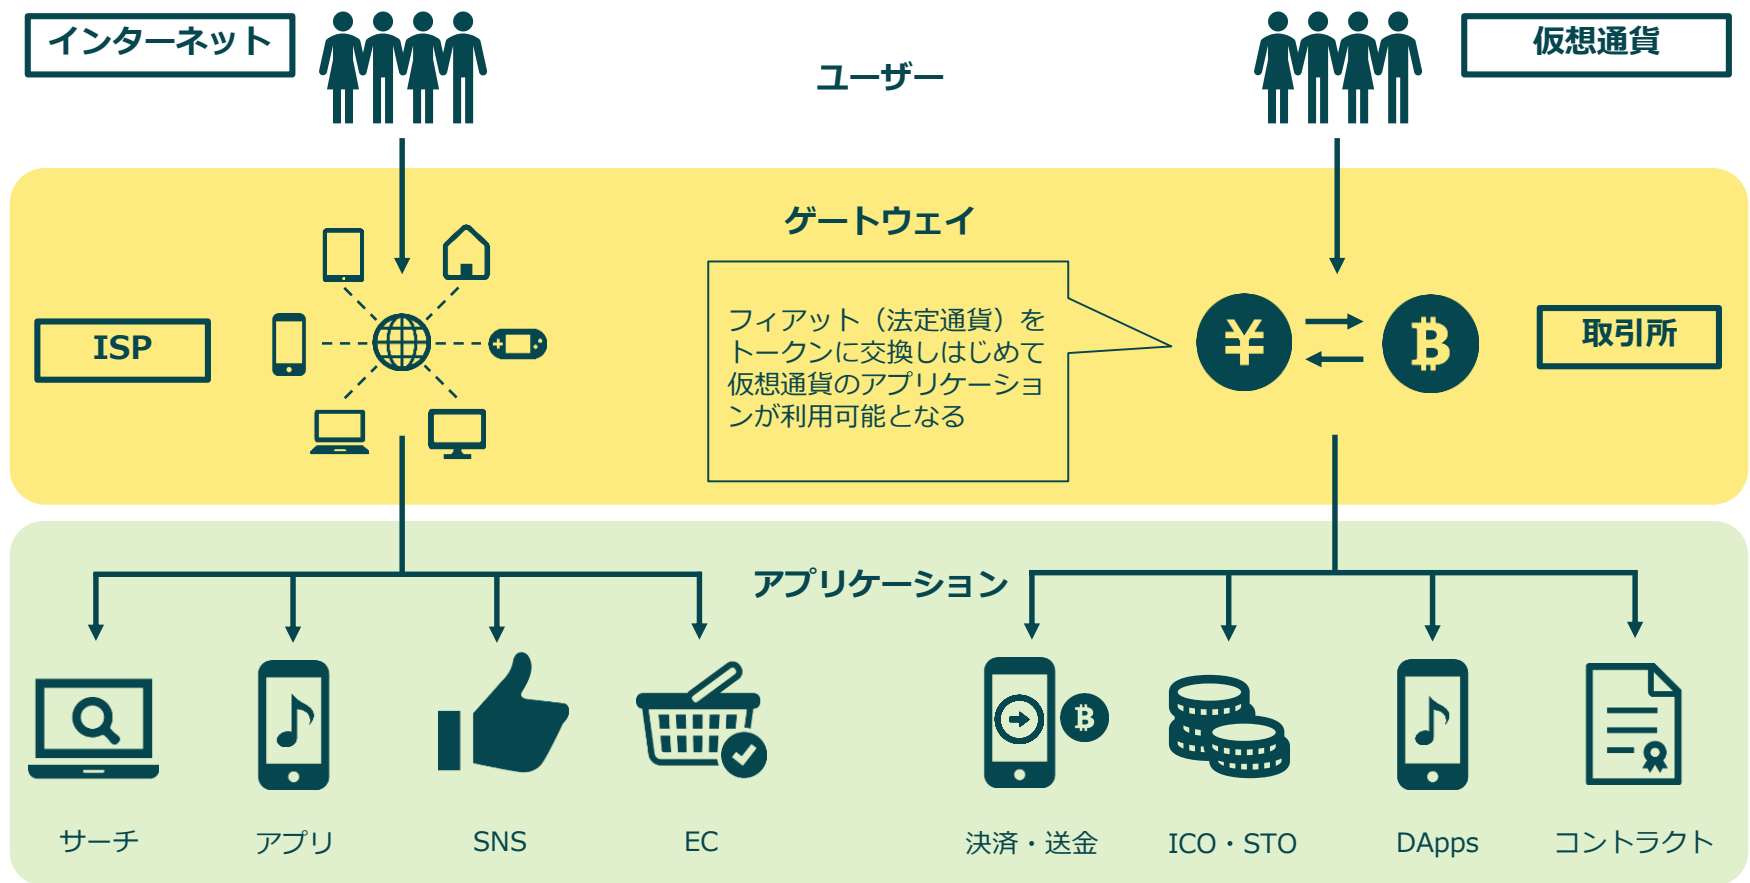 インターネット
仮想通貨
ユーザー
ゲートウェイ
ISP
フィアット（法定通貨）を
トークンに交換しはじめて
仮想通貨のアプリケーショ
ンが利用可能となる
¥
₿
取引所
アプリケーション
₿
サーチ
アプリ
SNS
EC
決済・送金
ICO・STO
DApps
コントラクト